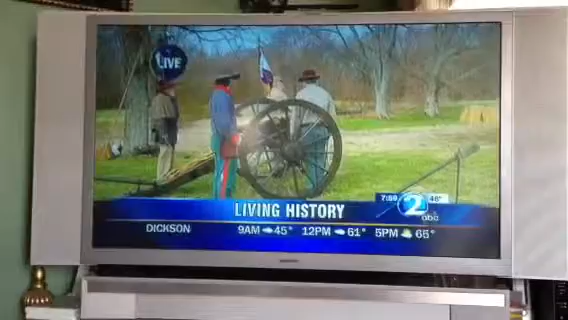 LIVE
LIVING HISTORY
7:59 2 46°
abc
DICKSON 9AM 45° 12PM 61° 5PM 65°